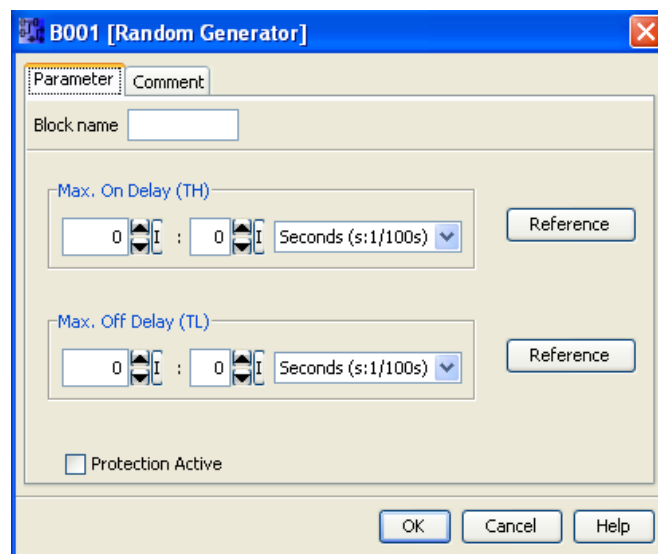 B001 [Random Generator]
Parameter Comment
Block name
Max. On Delay (TH)
0 : 0 Seconds (s:1/100s) Reference
Max. Off Delay (TL)
0 : 0 Seconds (s:1/100s) Reference
Protection Active
OK Cancel Help